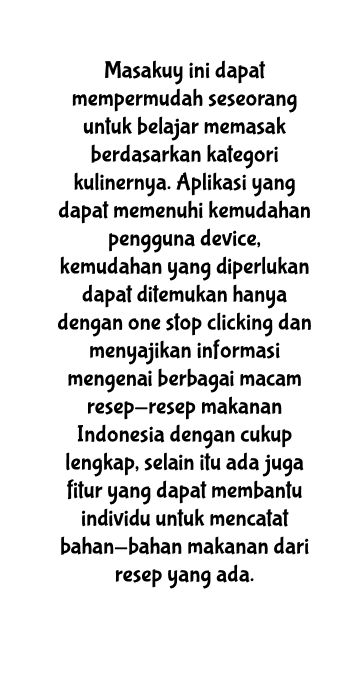 Masakuy ini dapat
mempermudah seseorang
untuk belajar memasak
berdasarkan kategori
kulinernya. Aplikasi yang
dapat memenuhi kemudahan
pengguna device,
kemudahan yang diperlukan
dapat ditemukan hanya
dengan one stop clicking dan
menyajikan informasi
mengenai berbagai macam
resep-resep makanan
Indonesia dengan cukup
lengkap, selain itu ada juga
fitur yang dapat membantu
individu untuk mencatat
bahan-bahan makanan dari
resep yang ada.